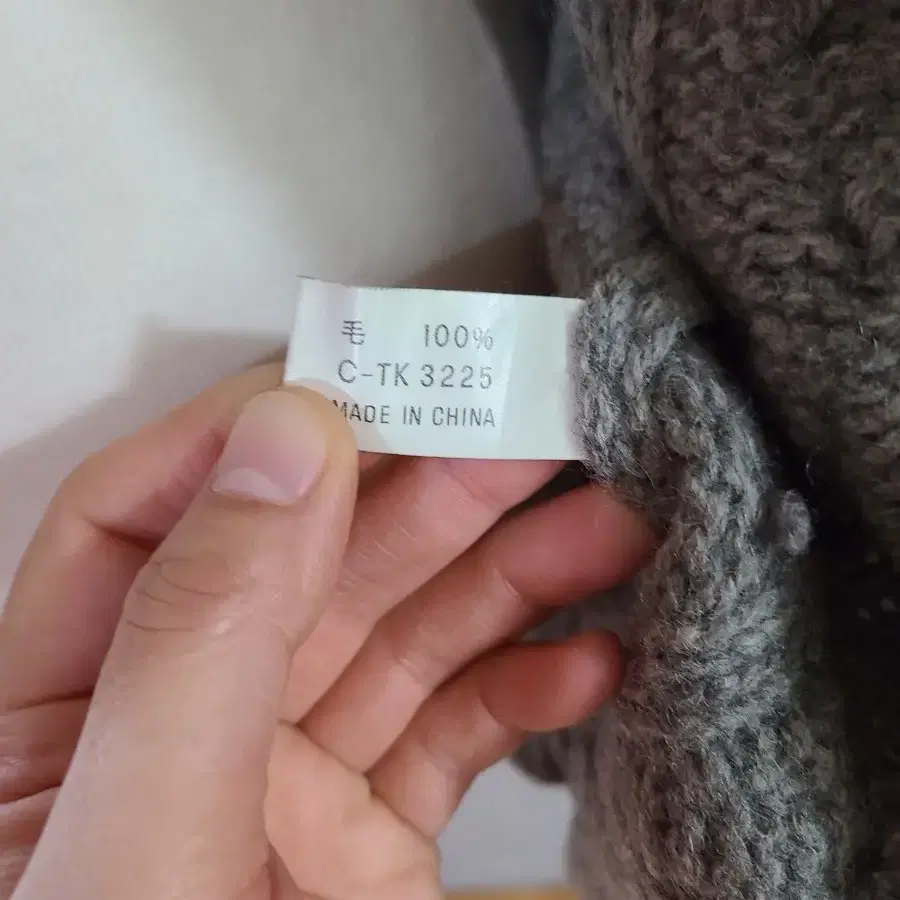 毛 100%
C-TK 3225
MADE IN CHINA